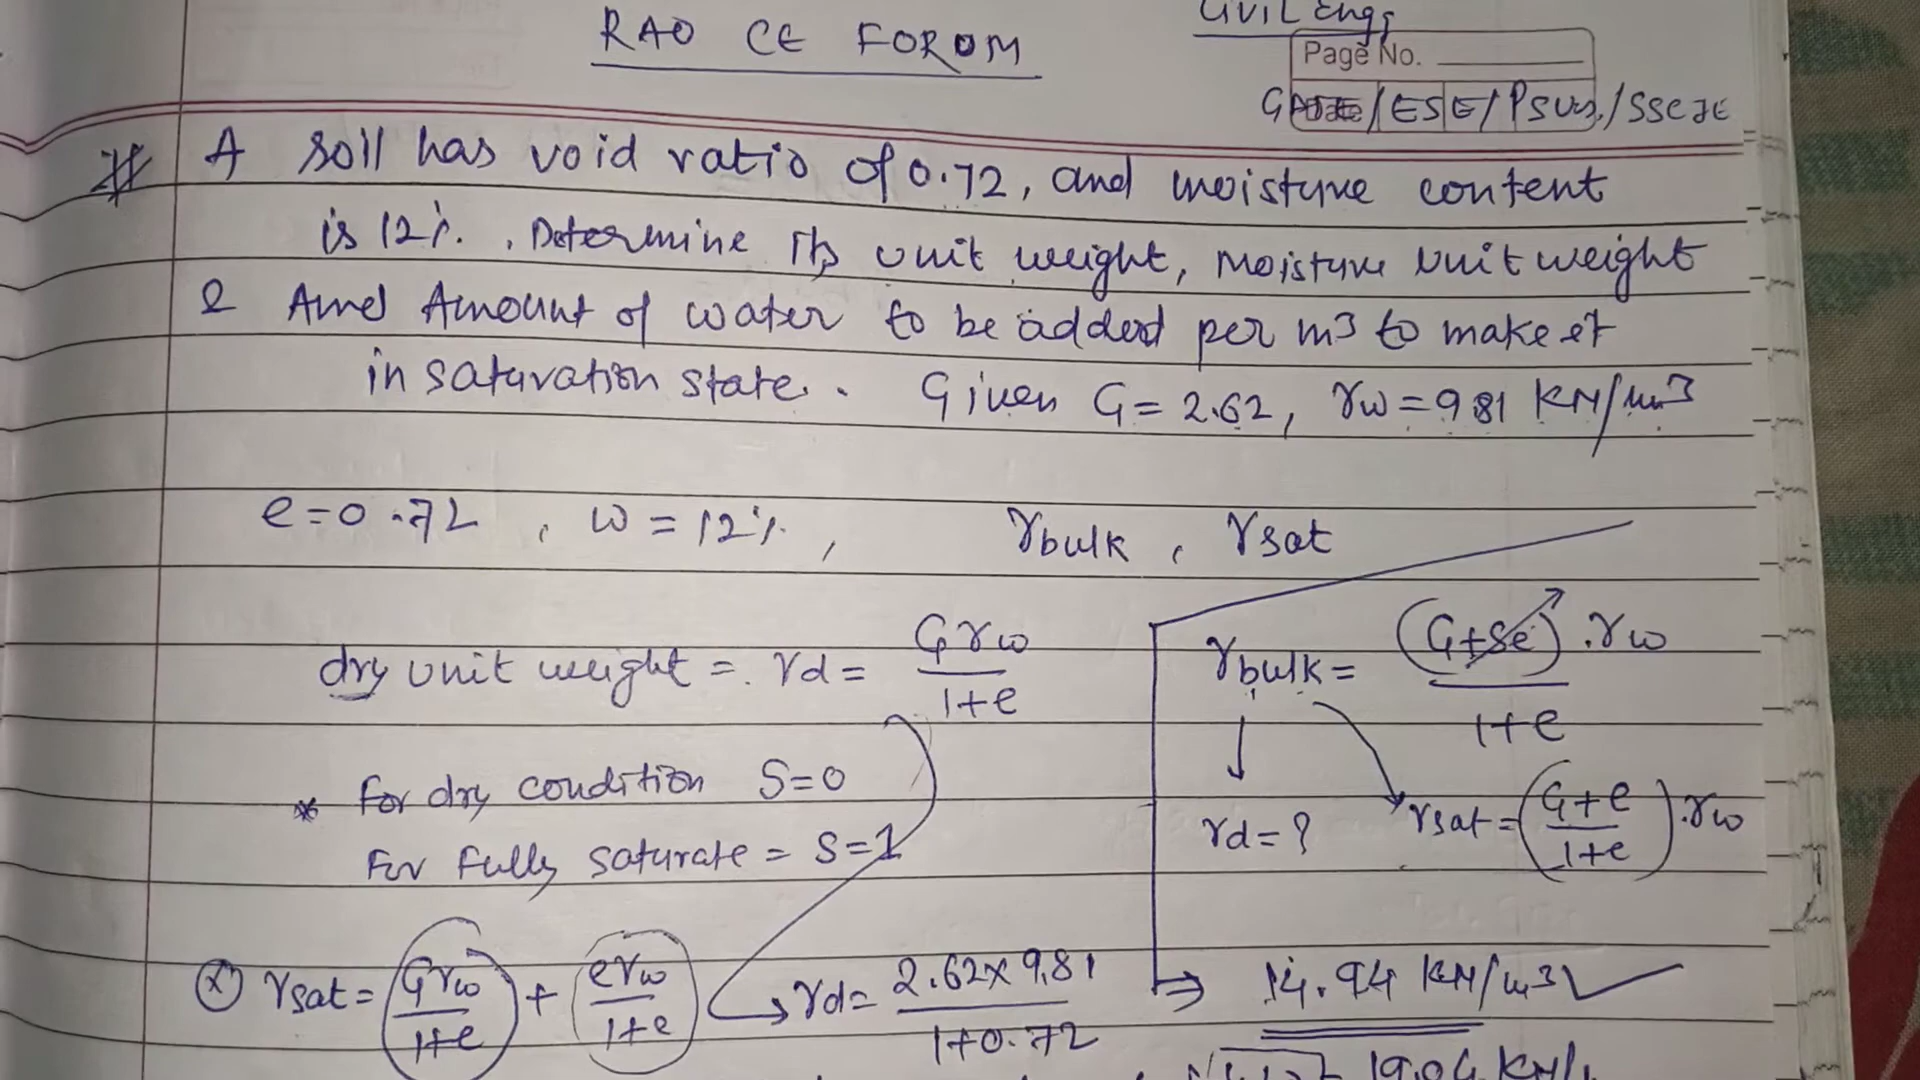 Civil Engg
RAO CE FOROM
Page No.
GATE/ESE/PSUs/SSC JE
# A soil has void ratio of 0.72, and moisture content
is 12%. Determine its unit weight, Moisture unit weight
& And Amount of water to be added per m3 to make it
in saturation state. Given G = 2.62, γw = 9.81 KN/m3
e = 0.72, w = 12%, γbulk, γsat
dry unit weight = γd = Gγw / 1+e
γbulk = (G+Se).γw / 1+e
* for dry condition S=0
For fully saturate = S=1
γd = ?
γsat = (G+e / 1+e).γw
* γsat = (Gγw / 1+e) + (eγw / 1+e)
γd = 2.62×9.81 / 1+0.72 ⇒ 14.94 KN/m3 ✓